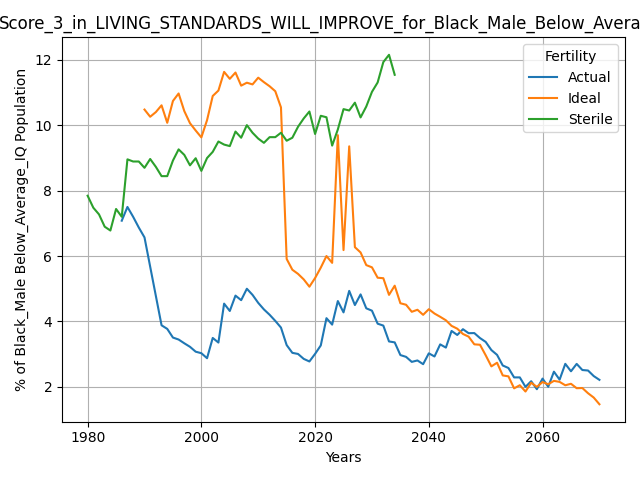 Score_3_in_LIVING_STANDARDS_WILL_IMPROVE_for_Black_Male_Below_Avera
% of Black_Male Below_Average_IQ Population
12
10
8
6
4
2
Fertility
Actual
Ideal
Sterile
1980
2000
2020
2040
2060
Years